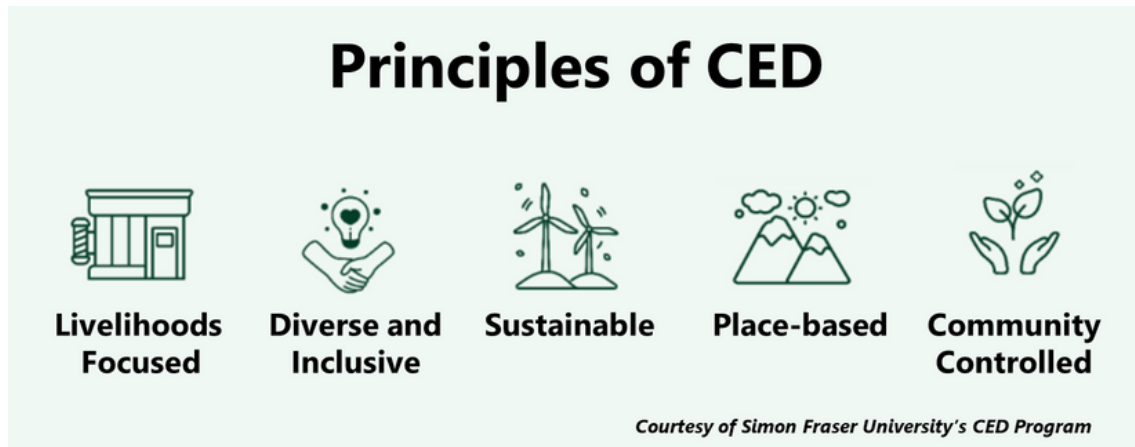 Principles of CED
Livelihoods
Focused
Diverse and
Inclusive
Sustainable
Place-based
Community
Controlled
Courtesy of Simon Fraser University's CED Program